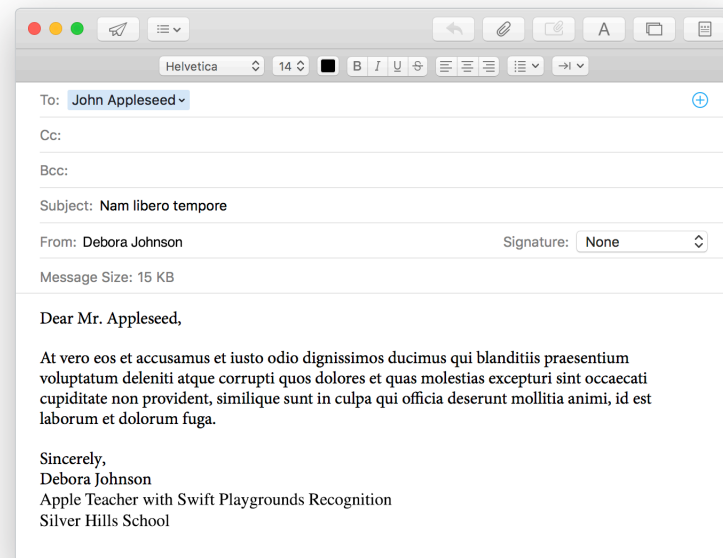 A
Helvetica 14 B I U S
To: John Appleseed
Cc:
Bcc:
Subject: Nam libero tempore
From: Debora Johnson Signature: None
Message Size: 15 KB
Dear Mr. Appleseed,
At vero eos et accusamus et iusto odio dignissimos ducimus qui blanditiis praesentium
voluptatum deleniti atque corrupti quos dolores et quas molestias excepturi sint occaecati
cupiditate non provident, similique sunt in culpa qui officia deserunt mollitia animi, id est
laborum et dolorum fuga.
Sincerely,
Debora Johnson
Apple Teacher with Swift Playgrounds Recognition
Silver Hills School